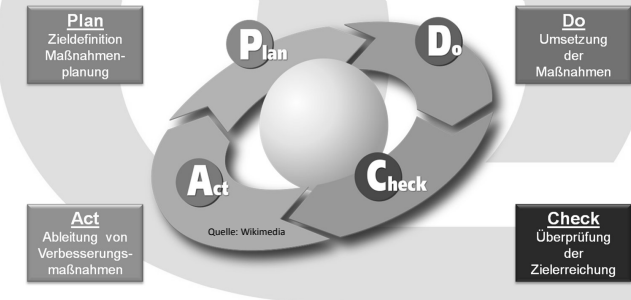 Plan
Zieldefinition
Maßnahmen-
planung
Plan
Do
Do
Umsetzung
der
Maßnahmen
Act
Check
Act
Ableitung von
Verbesserungs-
maßnahmen
Quelle: Wikimedia
Check
Überprüfung
der
Zielerreichung